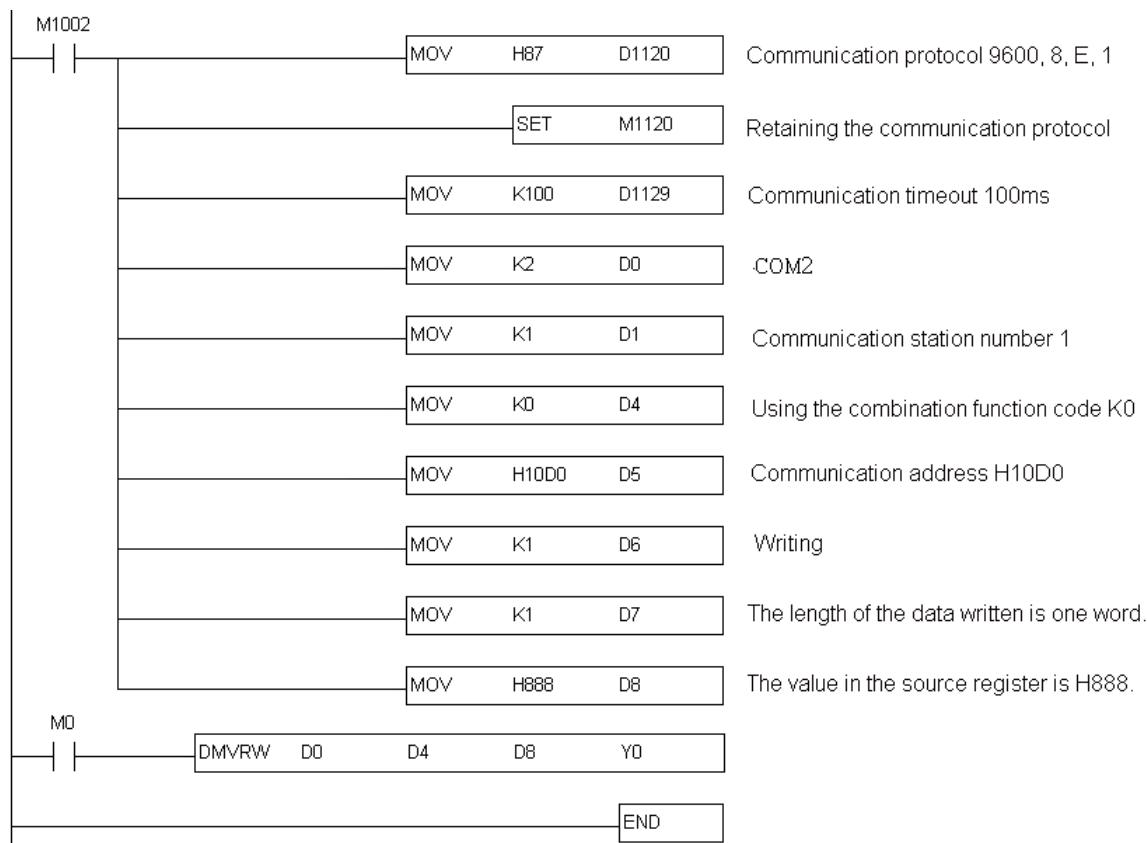 M1002
MOV H87 D1120 Communication protocol 9600, 8, E, 1
SET M1120 Retaining the communication protocol
MOV K100 D1129 Communication timeout 100ms
MOV K2 D0 COM2
MOV K1 D1 Communication station number 1
MOV K0 D4 Using the combination function code K0
MOV H10D0 D5 Communication address H10D0
MOV K1 D6 Writing
MOV K1 D7 The length of the data written is one word.
MOV H888 D8 The value in the source register is H888.
M0
DMVRW D0 D4 D8 Y0
END